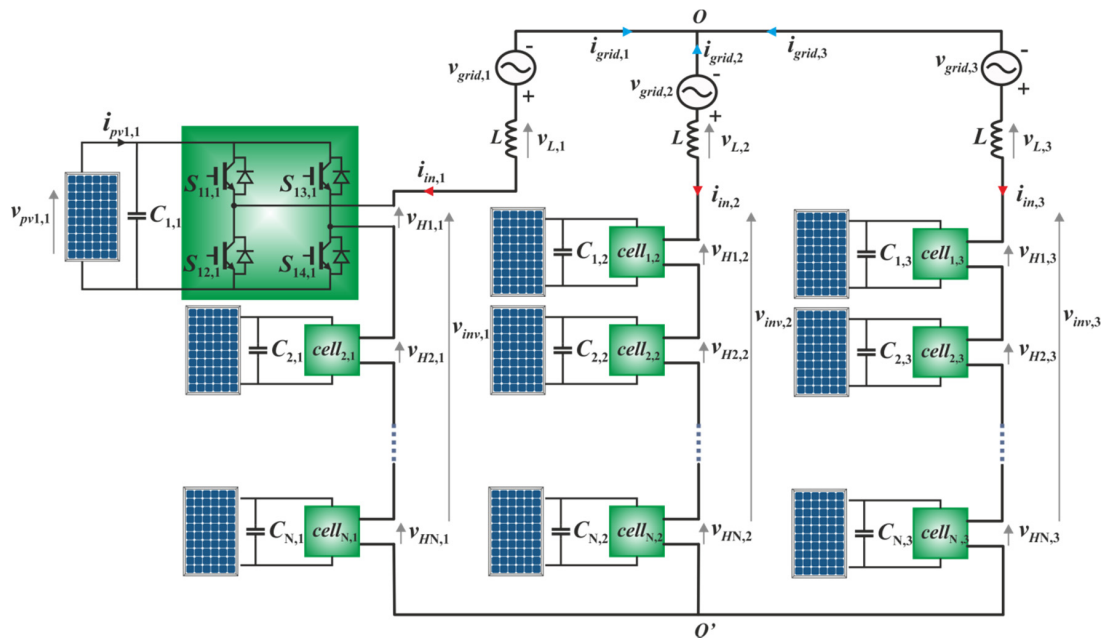 O
i_grid,1 i_grid,2 i_grid,3
v_grid,1 - + v_grid,2 - + v_grid,3 - +
i_pv1,1
L v_L,1 L v_L,2 L v_L,3
S_11,1 S_13,1 i_in,1 i_in,2 i_in,3
v_pv1,1 C_1,1 v_H1,1
S_12,1 S_14,1
C_1,2 cell_1,2 v_H1,2 C_1,3 cell_1,3 v_H1,3
v_inv,1 v_inv,2 v_inv,3
C_2,1 cell_2,1 v_H2,1 C_2,2 cell_2,2 v_H2,2 C_2,3 cell_2,3 v_H2,3
C_N,1 cell_N,1 v_HN,1 C_N,2 cell_N,2 v_HN,2 C_N,3 cell_N,3 v_HN,3
O'